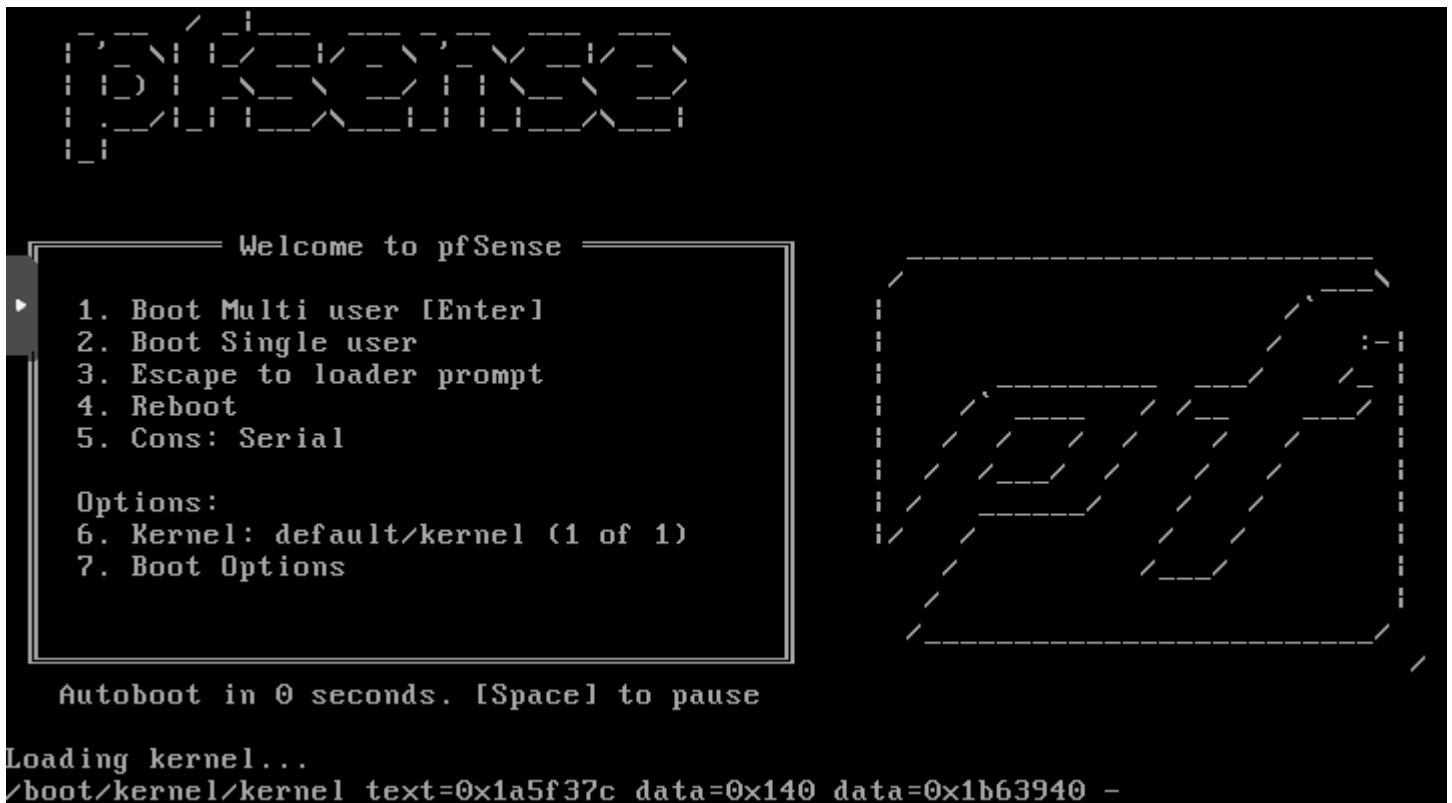 pfSense
Welcome to pfSense
1. Boot Multi user [Enter]
2. Boot Single user
3. Escape to loader prompt
4. Reboot
5. Cons: Serial
Options:
6. Kernel: default/kernel (1 of 1)
7. Boot Options
pf
Autoboot in 0 seconds. [Space] to pause
Loading kernel...
/boot/kernel/kernel text=0x1a5f37c data=0x140 data=0x1b63940 -